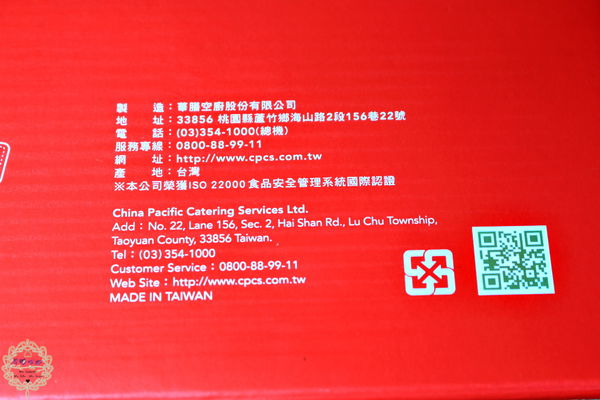 製　　造：華膳空廚股份有限公司
地　　址：33856 桃園縣蘆竹鄉海山路2段156巷22號
電　　話：(03)354-1000(總機)
服務專線：0800-88-99-11
網　　址：http://www.cpcs.com.tw
產　　地：台灣
※本公司榮獲ISO 22000 食品安全管理系統國際認證
China Pacific Catering Services Ltd.
Add：No. 22, Lane 156, Sec. 2, Hai Shan Rd., Lu Chu Township,
Taoyuan County, 33856 Taiwan.
Tel：(03) 354-1000
Customer Service：0800-88-99-11
Web Site：http://www.cpcs.com.tw
MADE IN TAIWAN